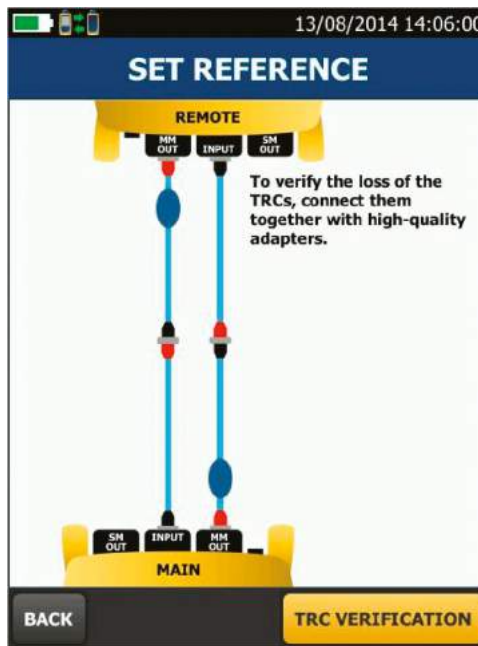 13/08/2014 14:06:00
SET REFERENCE
REMOTE
MM OUT
INPUT
SM OUT
To verify the loss of the
TRCs, connect them
together with high-quality
adapters.
SM OUT
INPUT
MM OUT
MAIN
BACK
TRC VERIFICATION